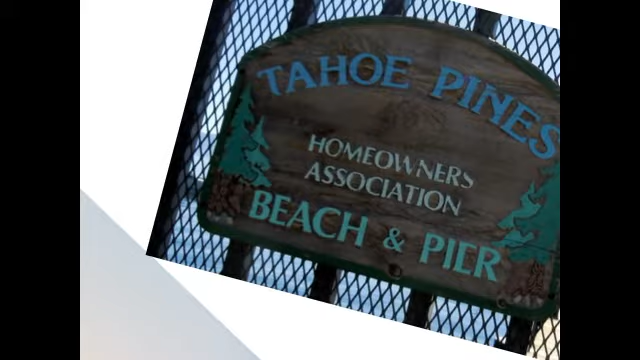 TAHOE PINES
HOMEOWNERS
ASSOCIATION
BEACH & PIER